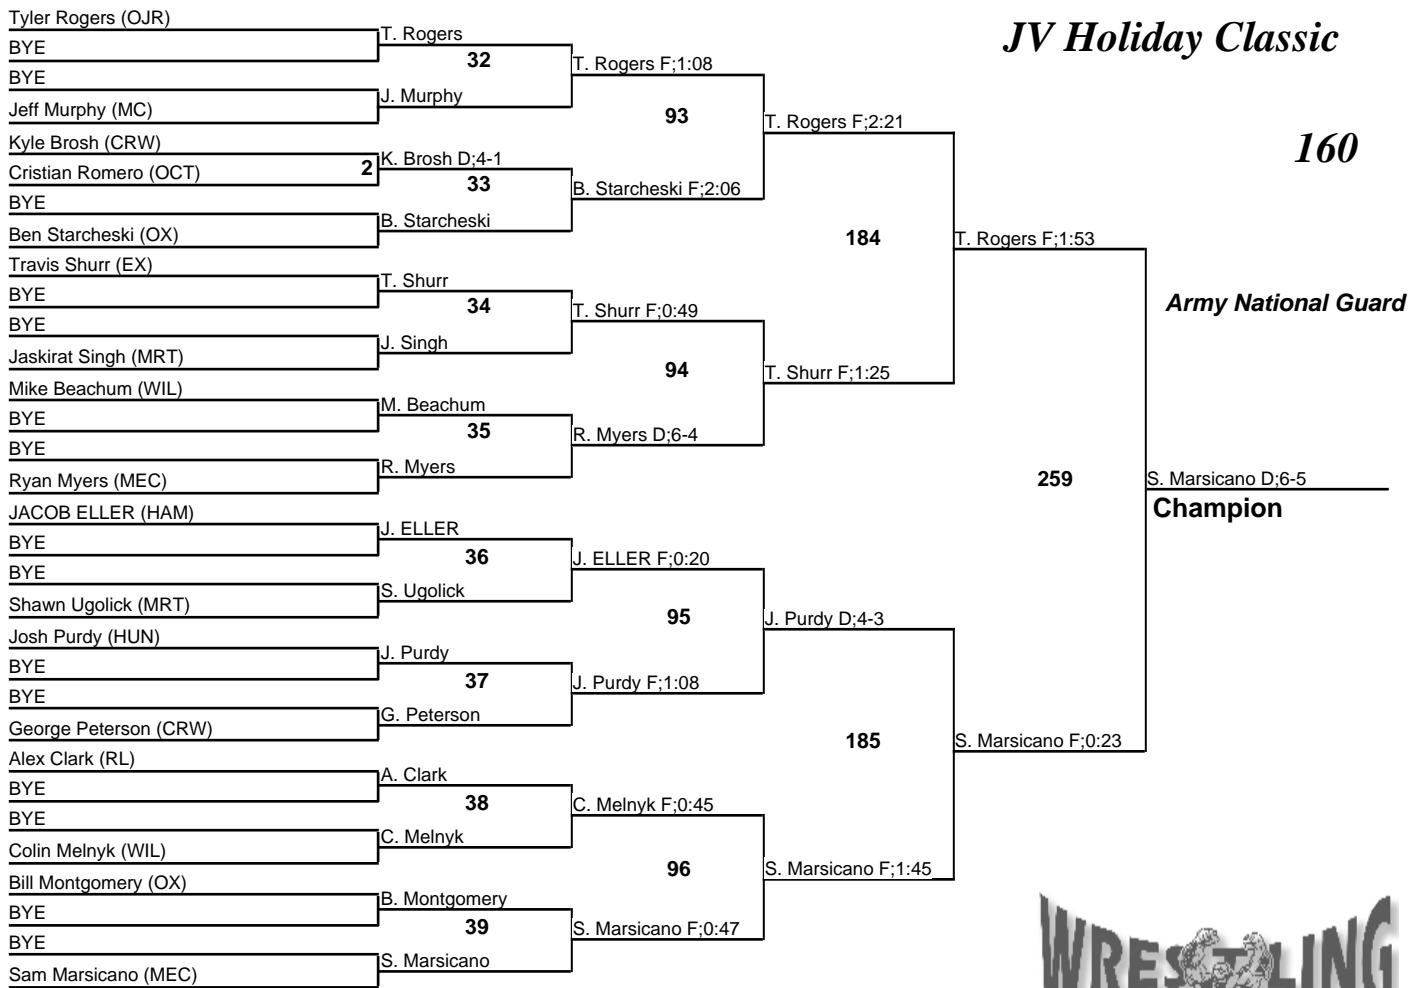 JV Holiday Classic
160
Army National Guard
Tyler Rogers (OJR)
BYE
BYE
Jeff Murphy (MC)
Kyle Brosh (CRW)
Cristian Romero (OCT)
BYE
Ben Starcheski (OX)
Travis Shurr (EX)
BYE
BYE
Jaskirat Singh (MRT)
Mike Beachum (WIL)
BYE
BYE
Ryan Myers (MEC)
JACOB ELLER (HAM)
BYE
BYE
Shawn Ugolick (MRT)
Josh Purdy (HUN)
BYE
BYE
George Peterson (CRW)
Alex Clark (RL)
BYE
BYE
Colin Melnyk (WIL)
Bill Montgomery (OX)
BYE
BYE
Sam Marsicano (MEC)
2
T. Rogers
32
J. Murphy
K. Brosh D;4-1
33
B. Starcheski
T. Shurr
34
J. Singh
M. Beachum
35
R. Myers
J. ELLER
36
S. Ugolick
J. Purdy
37
G. Peterson
A. Clark
38
C. Melnyk
B. Montgomery
39
S. Marsicano
T. Rogers F;1:08
93
B. Starcheski F;2:06
T. Shurr F;0:49
94
R. Myers D;6-4
J. ELLER F;0:20
95
J. Purdy F;1:08
C. Melnyk F;0:45
96
S. Marsicano F;0:47
T. Rogers F;2:21
184
T. Shurr F;1:25
J. Purdy D;4-3
185
S. Marsicano F;1:45
T. Rogers F;1:53
259
S. Marsicano F;0:23
S. Marsicano D;6-5
Champion
WRESTLING